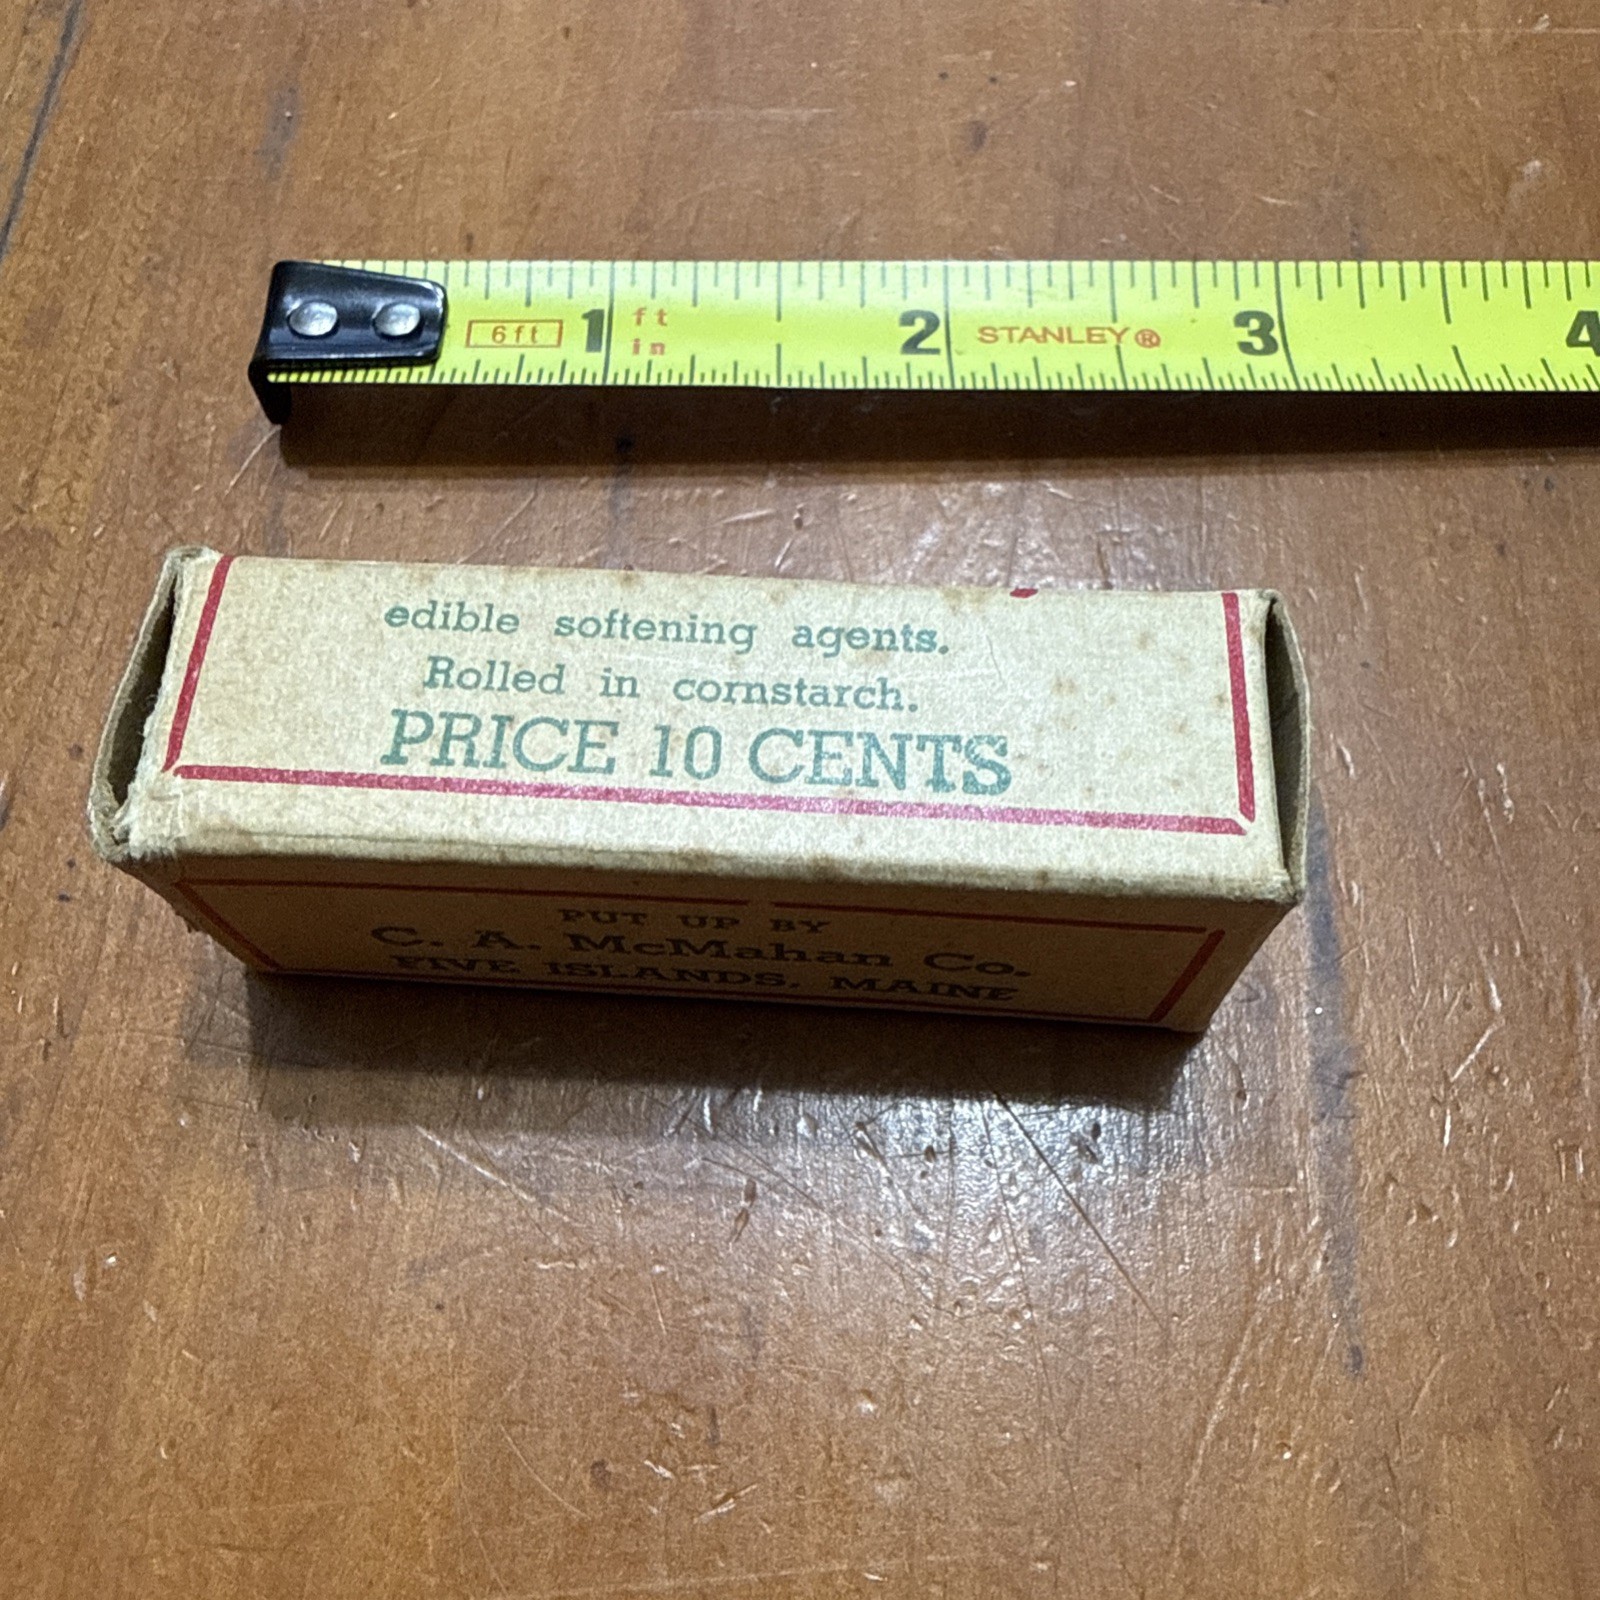 6ft 1 ft in 2 STANLEY® 3 4
edible softening agents.
Rolled in cornstarch.
PRICE 10 CENTS
PUT UP BY
C. A. McMahan Co.
FIVE ISLANDS, MAINE